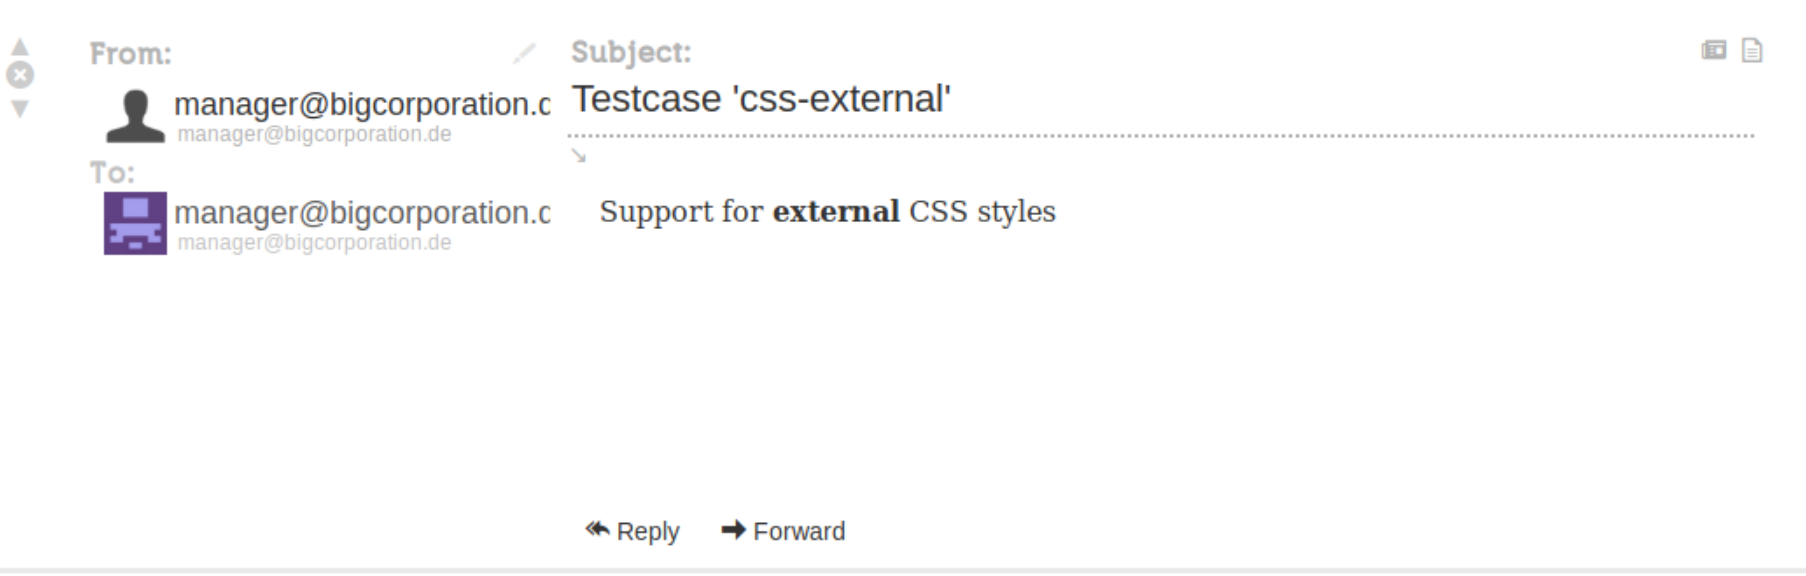 From:
manager@bigcorporation.d
manager@bigcorporation.de
To:
manager@bigcorporation.d
manager@bigcorporation.de
Subject:
Testcase 'css-external'
Support for external CSS styles
Reply
Forward